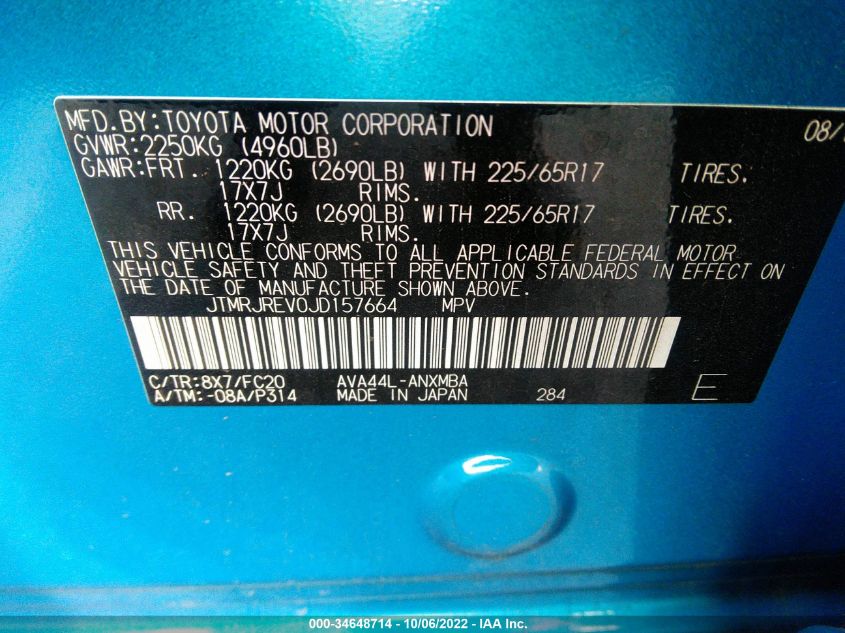 MFD.BY:TOYOTA MOTOR CORPORATION 08/
GVWR:2250KG (4960LB)
GAWR:FRT. 1220KG (2690LB) WITH 225/65R17 TIRES.
17X7J RIMS.
RR. 1220KG (2690LB) WITH 225/65R17 TIRES.
17X7J RIMS.
THIS VEHICLE CONFORMS TO ALL APPLICABLE FEDERAL MOTOR
VEHICLE SAFETY AND THEFT PREVENTION STANDARDS IN EFFECT ON
THE DATE OF MANUFACTURE SHOWN ABOVE.
JTMRJREV0JD157664 MPV
C/TR:8X7/FC20 AVA44L-ANXMBA
A/TM:-08A/P314 MADE IN JAPAN 284 E
000-34648714 - 10/06/2022 - IAA Inc.